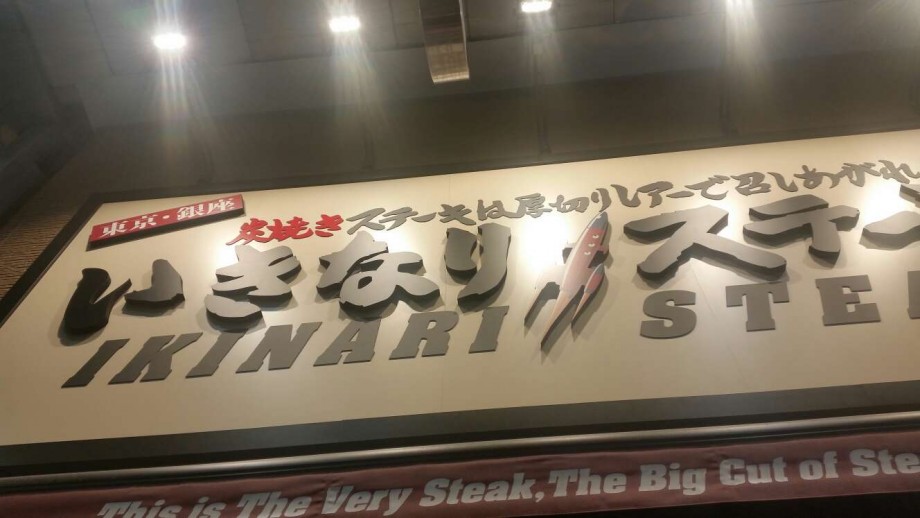 東京・銀座
炭焼きステーキは厚切りレアーで召しあがれ
いきなり ステー
IKINARI STE
This is The Very Steak, The Big Cut of Ste